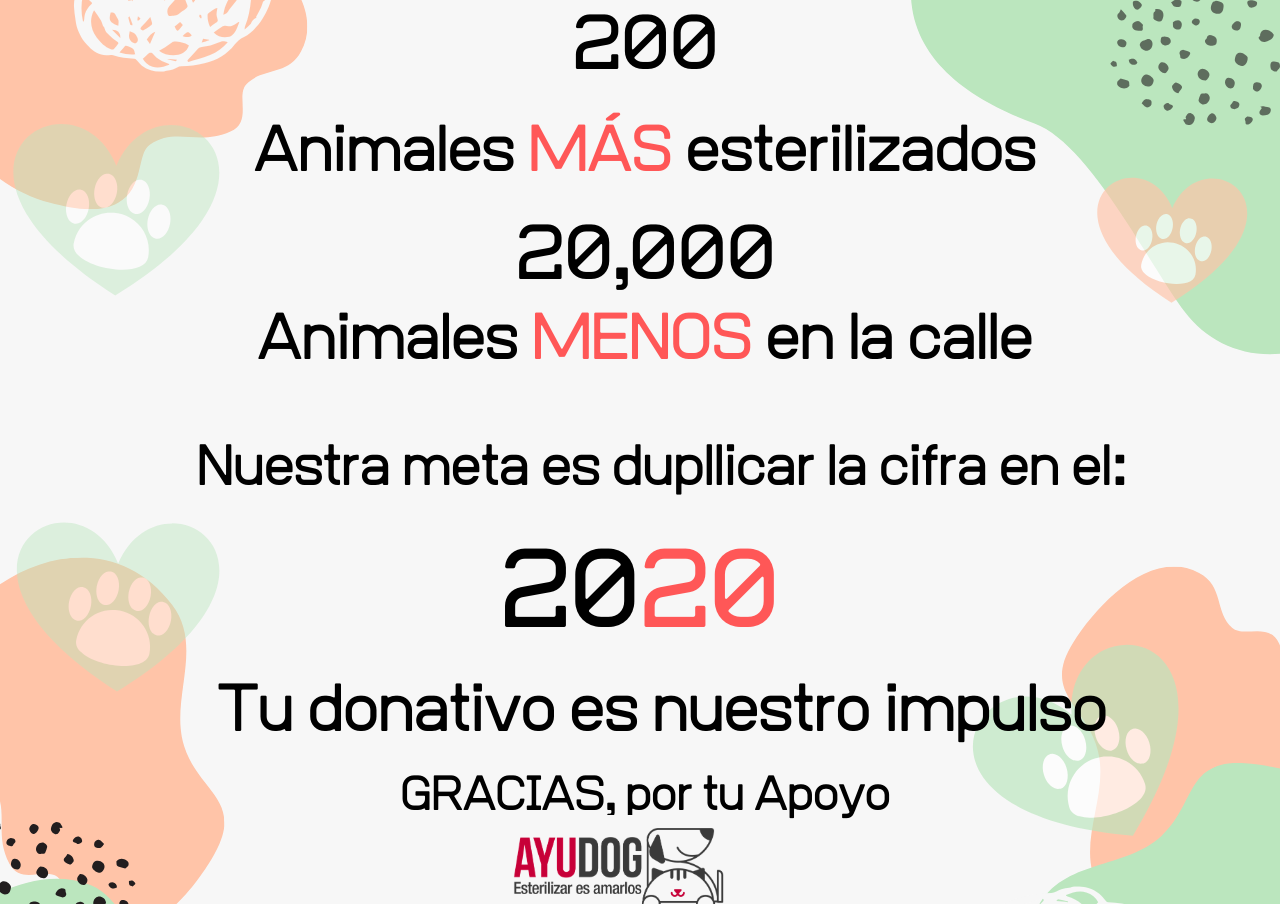 200
Animales MÁS esterilizados
20,000
Animales MENOS en la calle
Nuestra meta es dupllicar la cifra en el:
2020
Tu donativo es nuestro impulso
GRACIAS, por tu Apoyo
AYUDOG
Esterilizar es amarlos